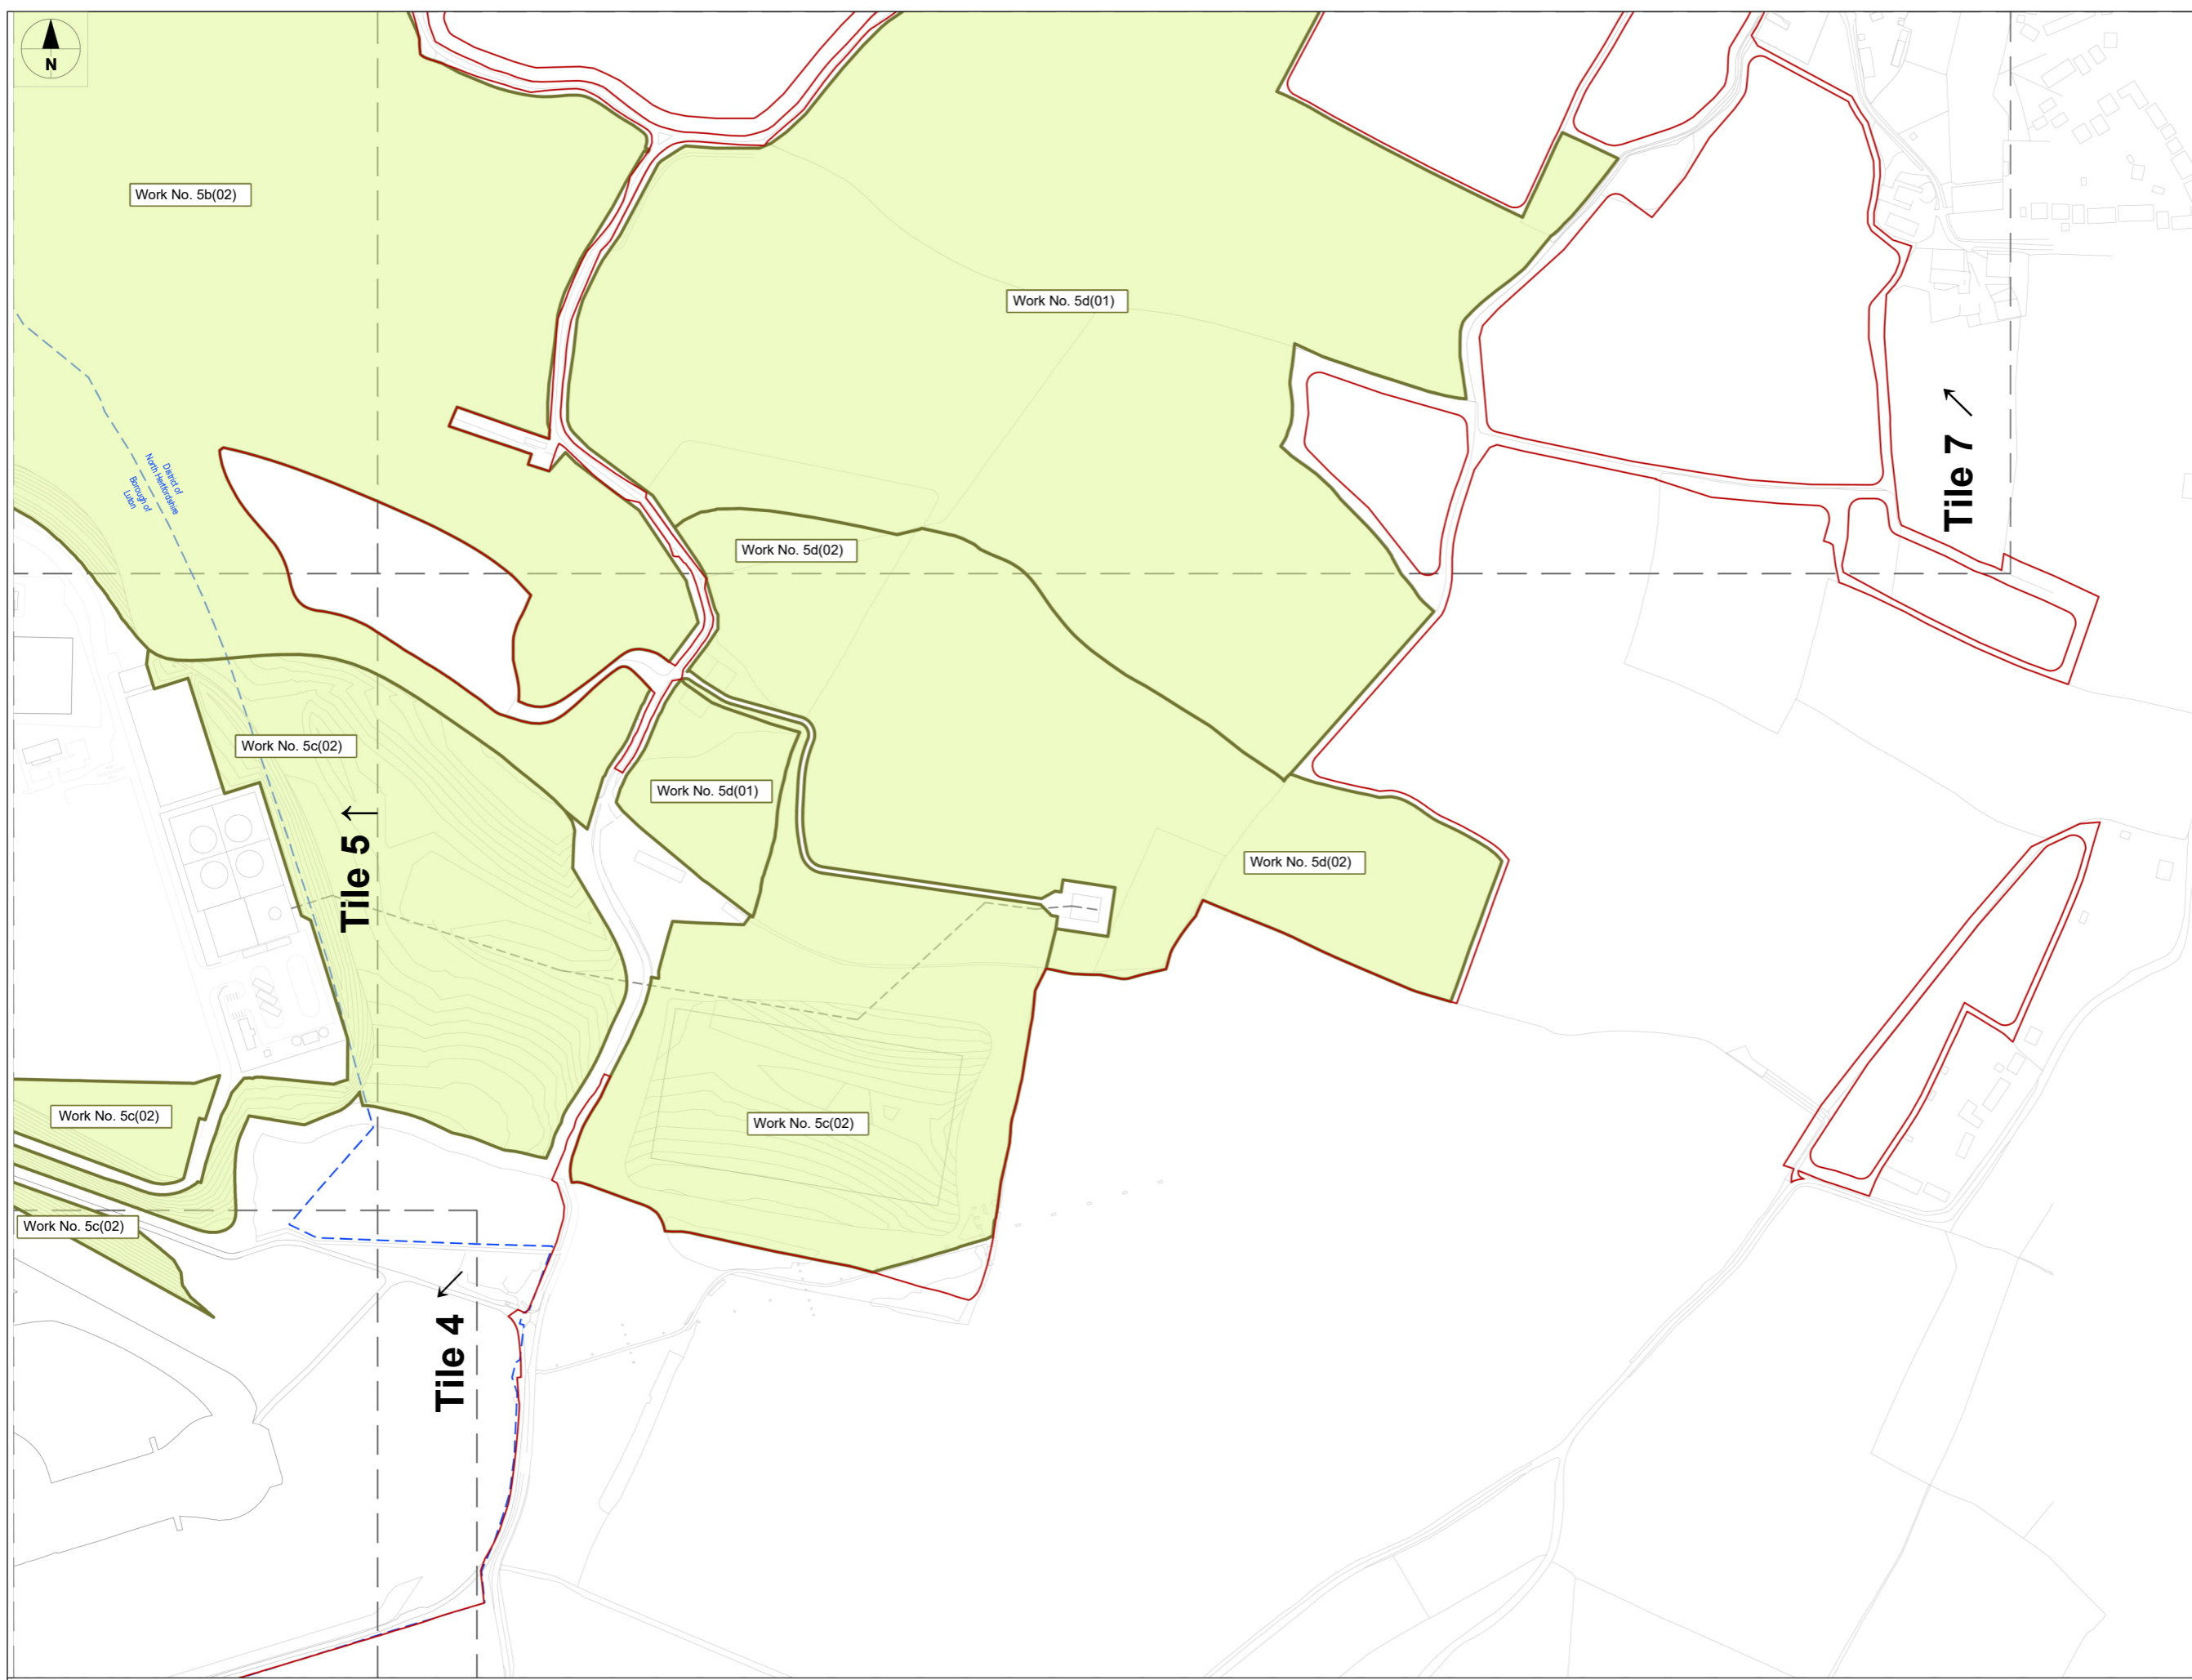 N
Work No. 5b(02)
Work No. 5d(01)
District of
North Hertfordshire
Borough of
Luton
Tile 7
Work No. 5d(02)
Work No. 5c(02)
Work No. 5d(01)
Tile 5
Work No. 5d(02)
Work No. 5c(02)
Work No. 5c(02)
Work No. 5c(02)
Tile 4